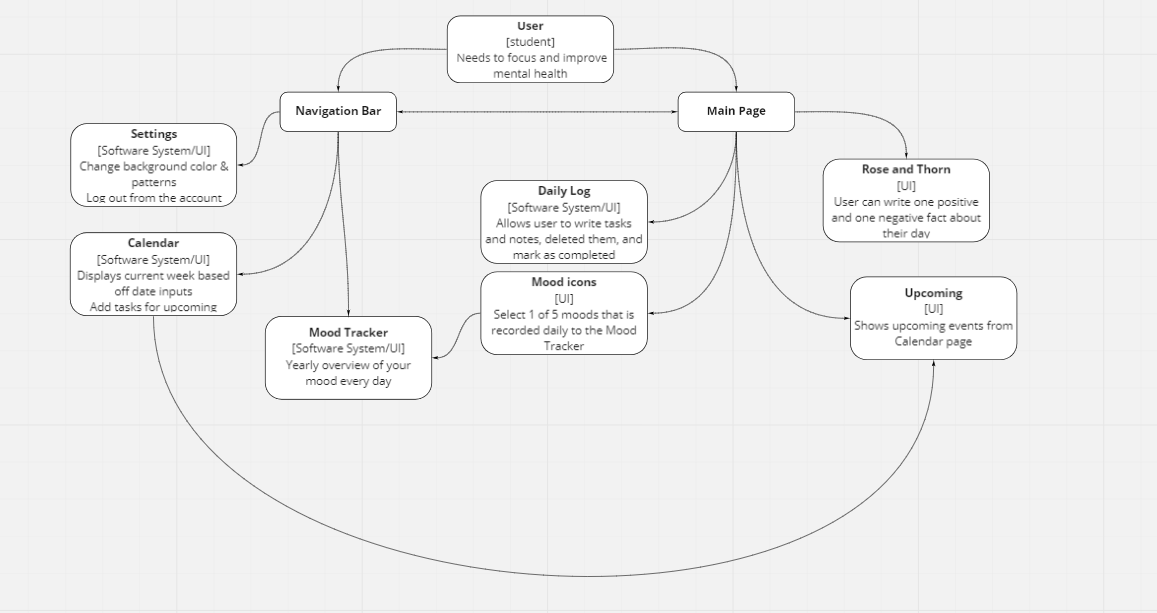 User
[student]
Needs to focus and improve
mental health
Navigation Bar
Main Page
Settings
[Software System/UI]
Change background color &
patterns
Log out from the account
Rose and Thorn
[UI]
User can write one positive
and one negative fact about
their day
Daily Log
[Software System/UI]
Allows user to write tasks
and notes, deleted them, and
mark as completed
Calendar
[Software System/UI]
Displays current week based
off date inputs
Add tasks for upcoming
Mood icons
[UI]
Select 1 of 5 moods that is
recorded daily to the Mood
Tracker
Upcoming
[UI]
Shows upcoming events from
Calendar page
Mood Tracker
[Software System/UI]
Yearly overview of your
mood every day